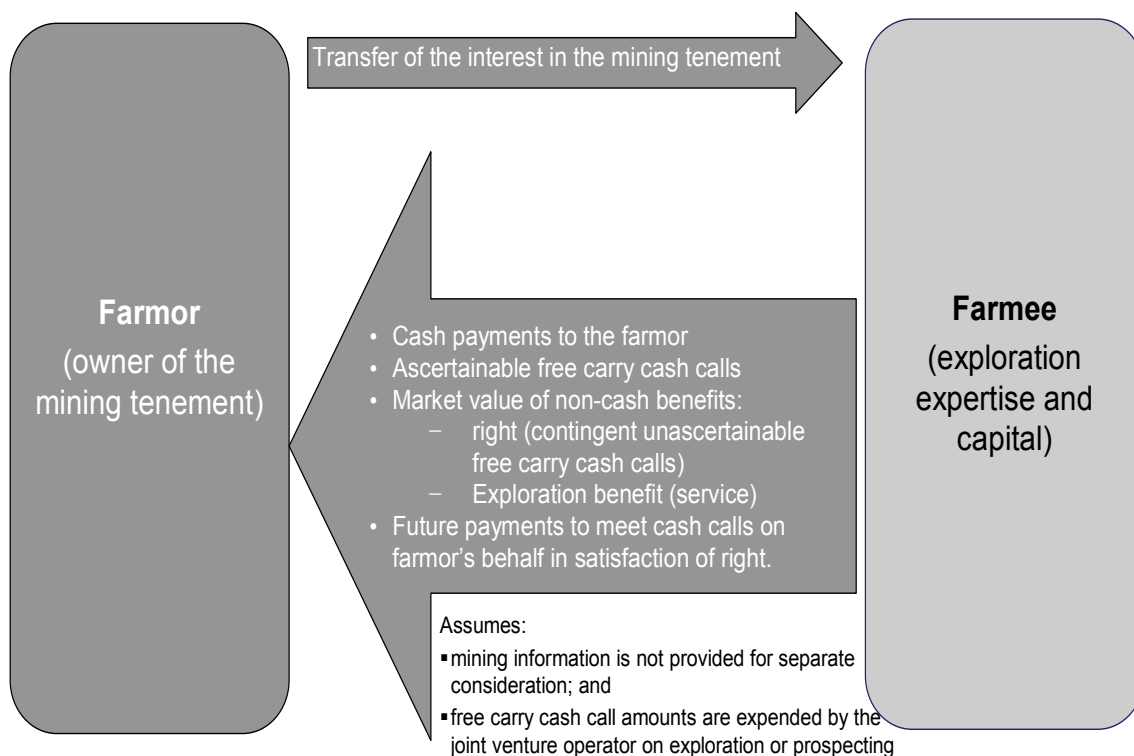 Transfer of the interest in the mining tenement
Farmor
(owner of the
mining tenement)
• Cash payments to the farmor
• Ascertainable free carry cash calls
• Market value of non-cash benefits:
– right (contingent unascertainable
free carry cash calls)
– Exploration benefit (service)
• Future payments to meet cash calls on
farmor's behalf in satisfaction of right.
Farmee
(exploration
expertise and
capital)
Assumes:
▪mining information is not provided for separate
consideration; and
▪free carry cash call amounts are expended by the
joint venture operator on exploration or prospecting